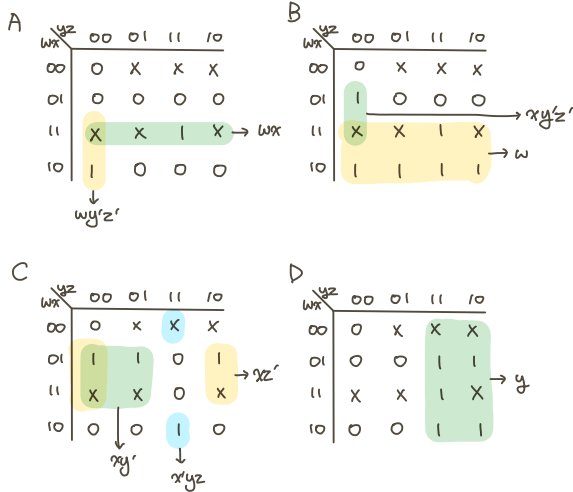 A
yz
wx 00 01 11 10
00 0 x x x
01 0 0 0 0
11 x x 1 x → wx
10 1 0 0 0
wy'z'
B
yz
wx 00 01 11 10
00 0 x x x
01 1 0 0 0
xy'z'
11 x x 1 x
w
10 1 1 1 1
C
yz
wx 00 01 11 10
00 0 x x x
01 1 1 0 1
xz'
11 x x 0 x
10 0 0 1 0
xy'
x'yz
D
yz
wx 00 01 11 10
00 0 x x x
01 0 0 1 1
y
11 x x 1 x
10 0 0 1 1